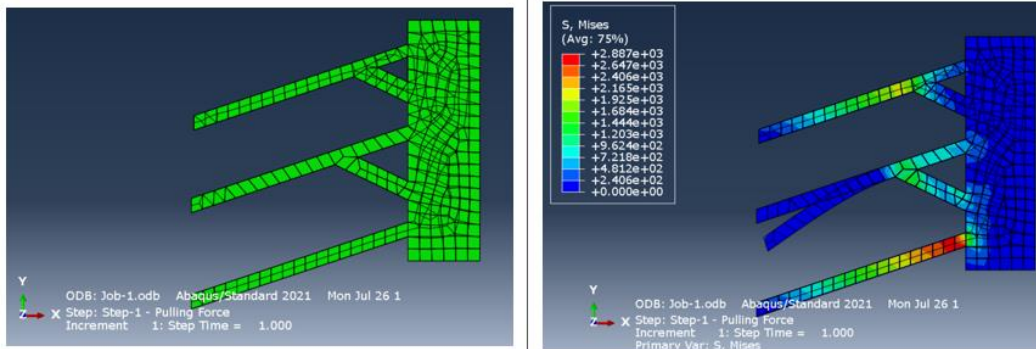 Y
Z X
ODB: Job-1.odb Abaqus/Standard 2021 Mon Jul 26 1
Step: Step-1 - Pulling Force
Increment 1: Step Time = 1.000
S, Mises
(Avg: 75%)
+2.887e+03
+2.647e+03
+2.406e+03
+2.165e+03
+1.925e+03
+1.684e+03
+1.444e+03
+1.203e+03
+9.624e+02
+7.218e+02
+4.812e+02
+2.406e+02
+0.000e+00
Y
Z X
ODB: Job-1.odb Abaqus/Standard 2021 Mon Jul 26 1
Step: Step-1 - Pulling Force
Increment 1: Step Time = 1.000
Primary Var: S, Mises